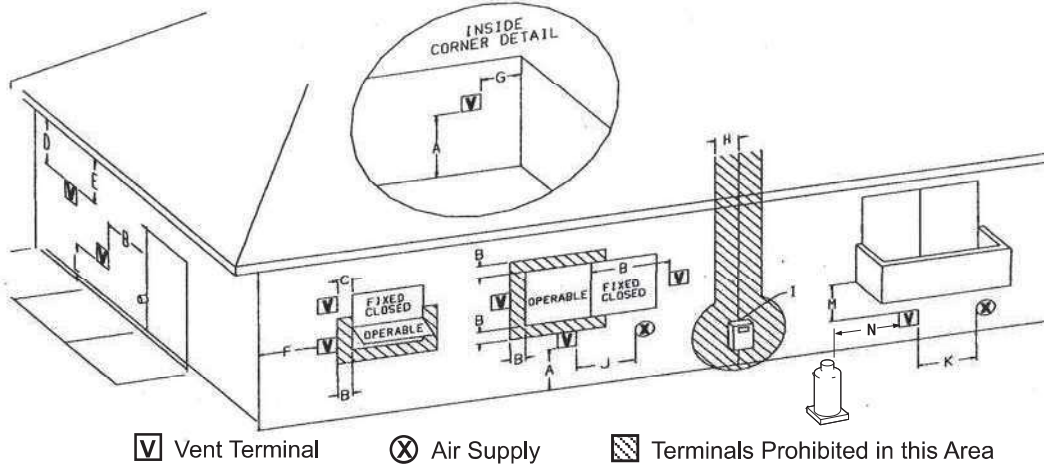 INSIDE
CORNER DETAIL
G
V
A
H
D
E
V
B
V
B
B
C
V
FIXED
CLOSED
OPERABLE
V
F
B
V
OPERABLE
FIXED
CLOSED
V
B
B
V
A
J
X
I
M
N
V
X
K
V Vent Terminal
X Air Supply
Terminals Prohibited in this Area